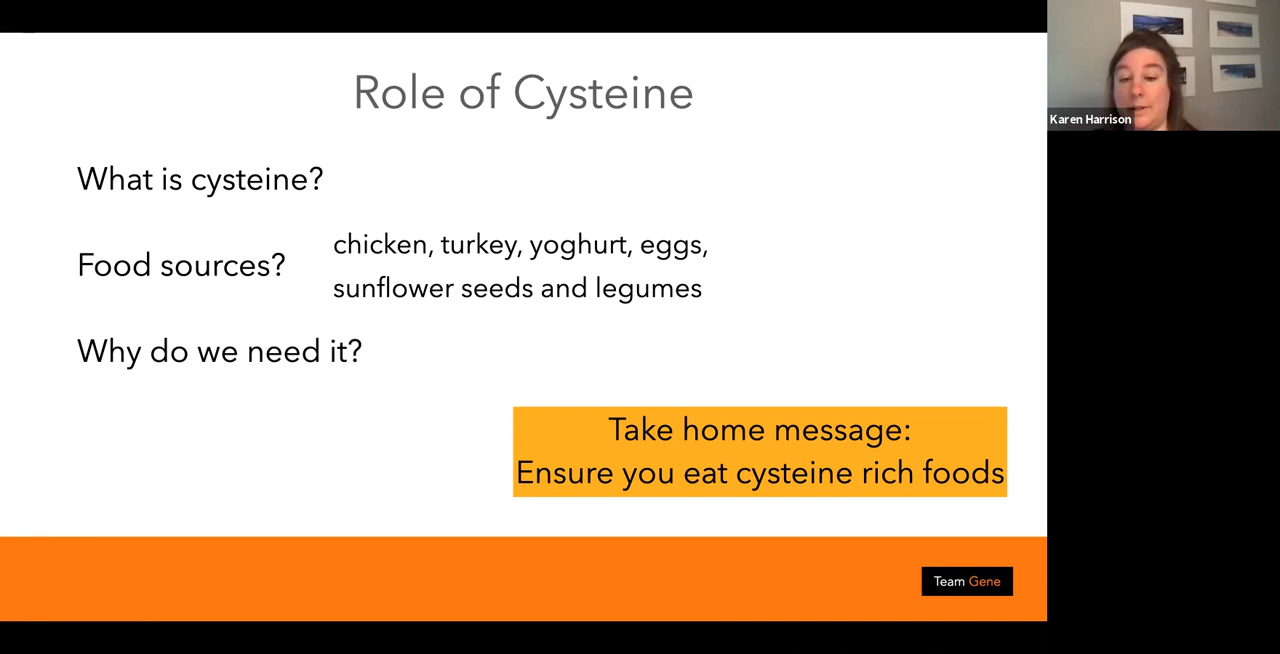 Role of Cysteine
What is cysteine?
Food sources?
chicken, turkey, yoghurt, eggs,
sunflower seeds and legumes
Why do we need it?
Take home message:
Ensure you eat cysteine rich foods
Team Gene
Karen Harrison